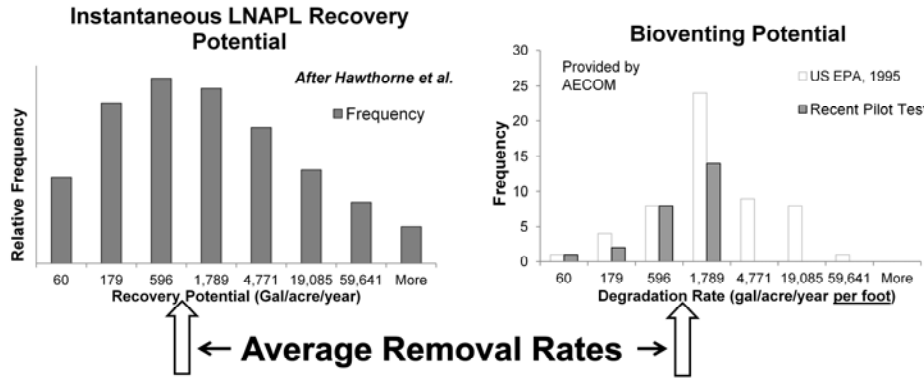 Instantaneous LNAPL Recovery
Potential
After Hawthorne et al.
Frequency
Relative Frequency
60 179 596 1,789 4,771 19,085 59,641 More
Recovery Potential (Gal/acre/year)
Bioventing Potential
Provided by
AECOM
US EPA, 1995
Recent Pilot Test
Frequency
30
25
20
15
10
5
0
60 179 596 1,789 4,771 19,085 59,641 More
Degradation Rate (gal/acre/year per foot)
Average Removal Rates